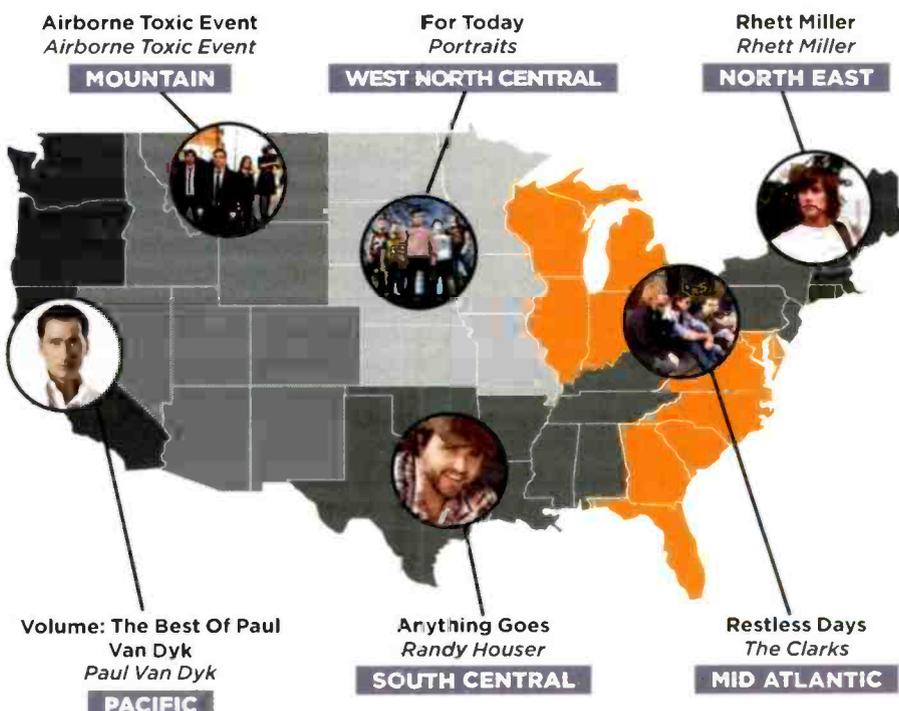 Airborne Toxic Event
Airborne Toxic Event
MOUNTAIN
For Today
Portraits
WEST NORTH CENTRAL
Rhett Miller
Rhett Miller
NORTH EAST
Volume: The Best Of Paul
Van Dyk
Paul Van Dyk
PACIFIC
Anything Goes
Randy Houser
SOUTH CENTRAL
Restless Days
The Clarks
MID ATLANTIC